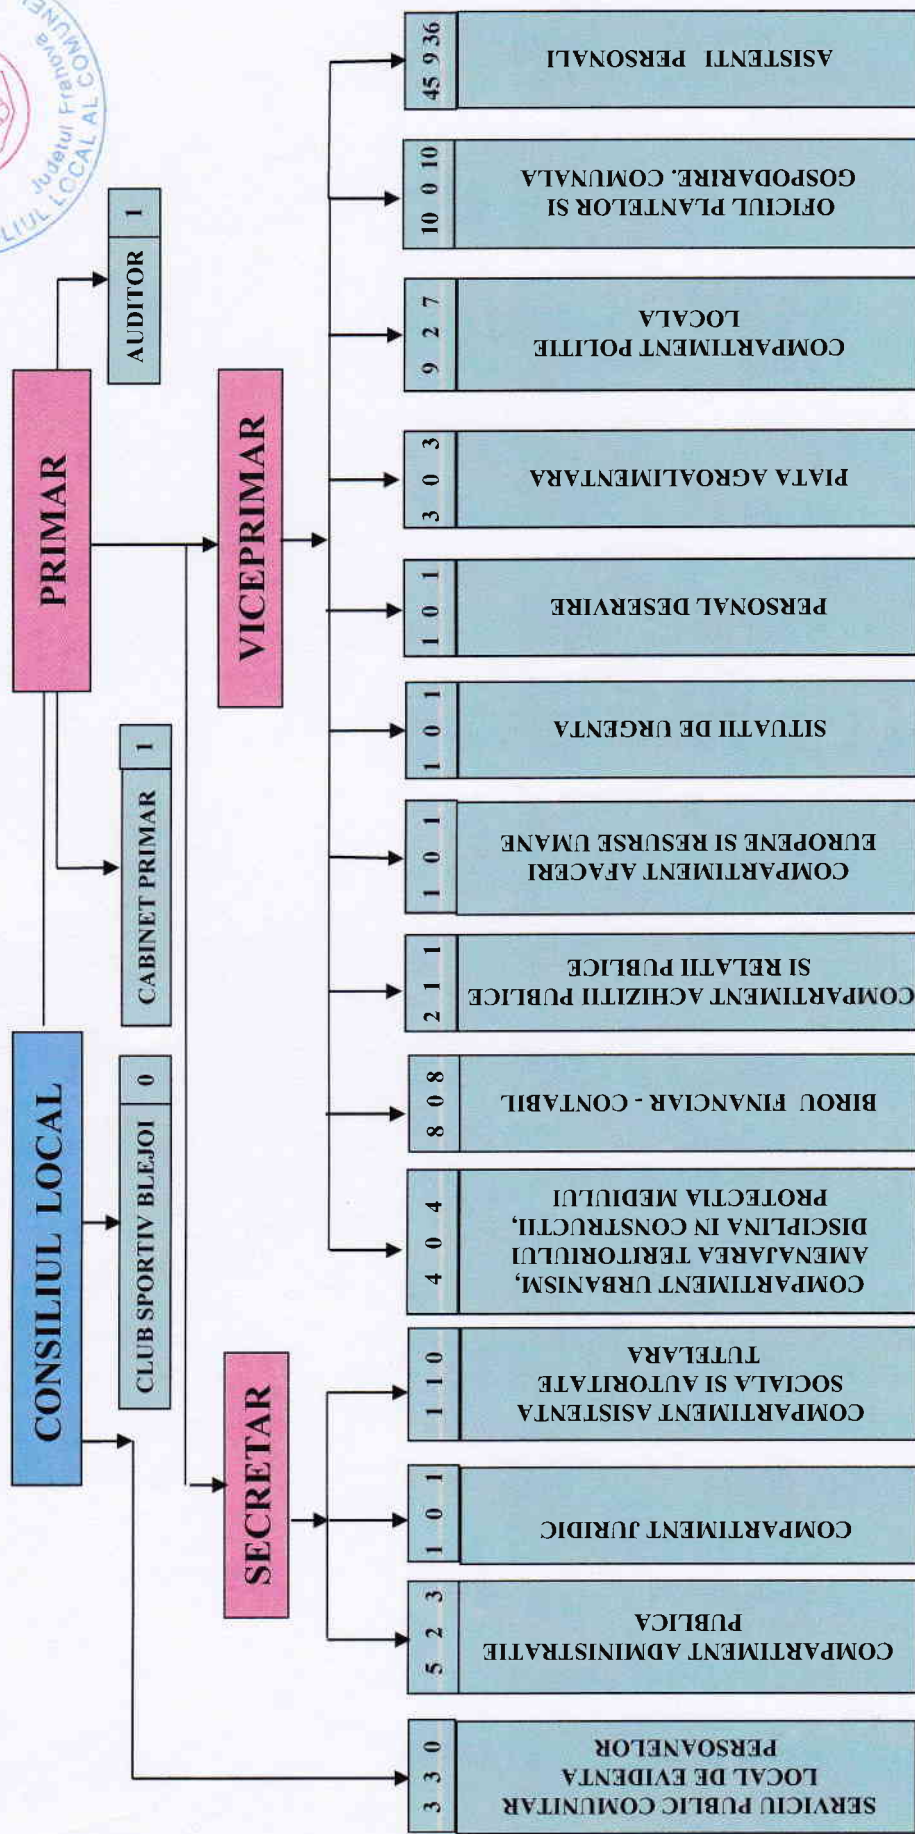 CONSILIUL LOCAL
PRIMAR
CLUB SPORTIV BLEJOI 0
CABINET PRIMAR 1
AUDITOR 1
SECRETAR
VICEPRIMAR
3 3 0
SERVICIU PUBLIC COMUNITAR
LOCAL DE EVIDENTA
PERSOANELOR
5 2 3
COMPARTIMENT ADMINISTRATIE
PUBLICA
1 0 1
COMPARTIMENT JURIDIC
1 1 0
COMPARTIMENT ASISTENTA
SOCIALA SI AUTORITATE
TUTELARA
4 0 4
COMPARTIMENT URBANISM,
AMENAJAREA TERITORIULUI
DISCIPLINA IN CONSTRUCTII,
PROTECTIA MEDIULUI
8 0 8
BIROU FINANCIAR - CONTABIL
2 1 1
COMPARTIMENT ACHIZITII PUBLICE
SI RELATII PUBLICE
1 0 1
COMPARTIMENT AFACERI
EUROPENE SI RESURSE UMANE
1 0 1
SITUATII DE URGENTA
1 0 1
PERSONAL DESERVIRE
3 0 3
PIATA AGROALIMENTARA
9 2 7
COMPARTIMENT POLITIE
LOCALA
10 0 10
OFICIUL PLANTELOR SI
GOSPODARIRE. COMUNALA
45 9 36
ASISTENTI PERSONALI
LIUL LOCAL AL COMUNEI
Judetul